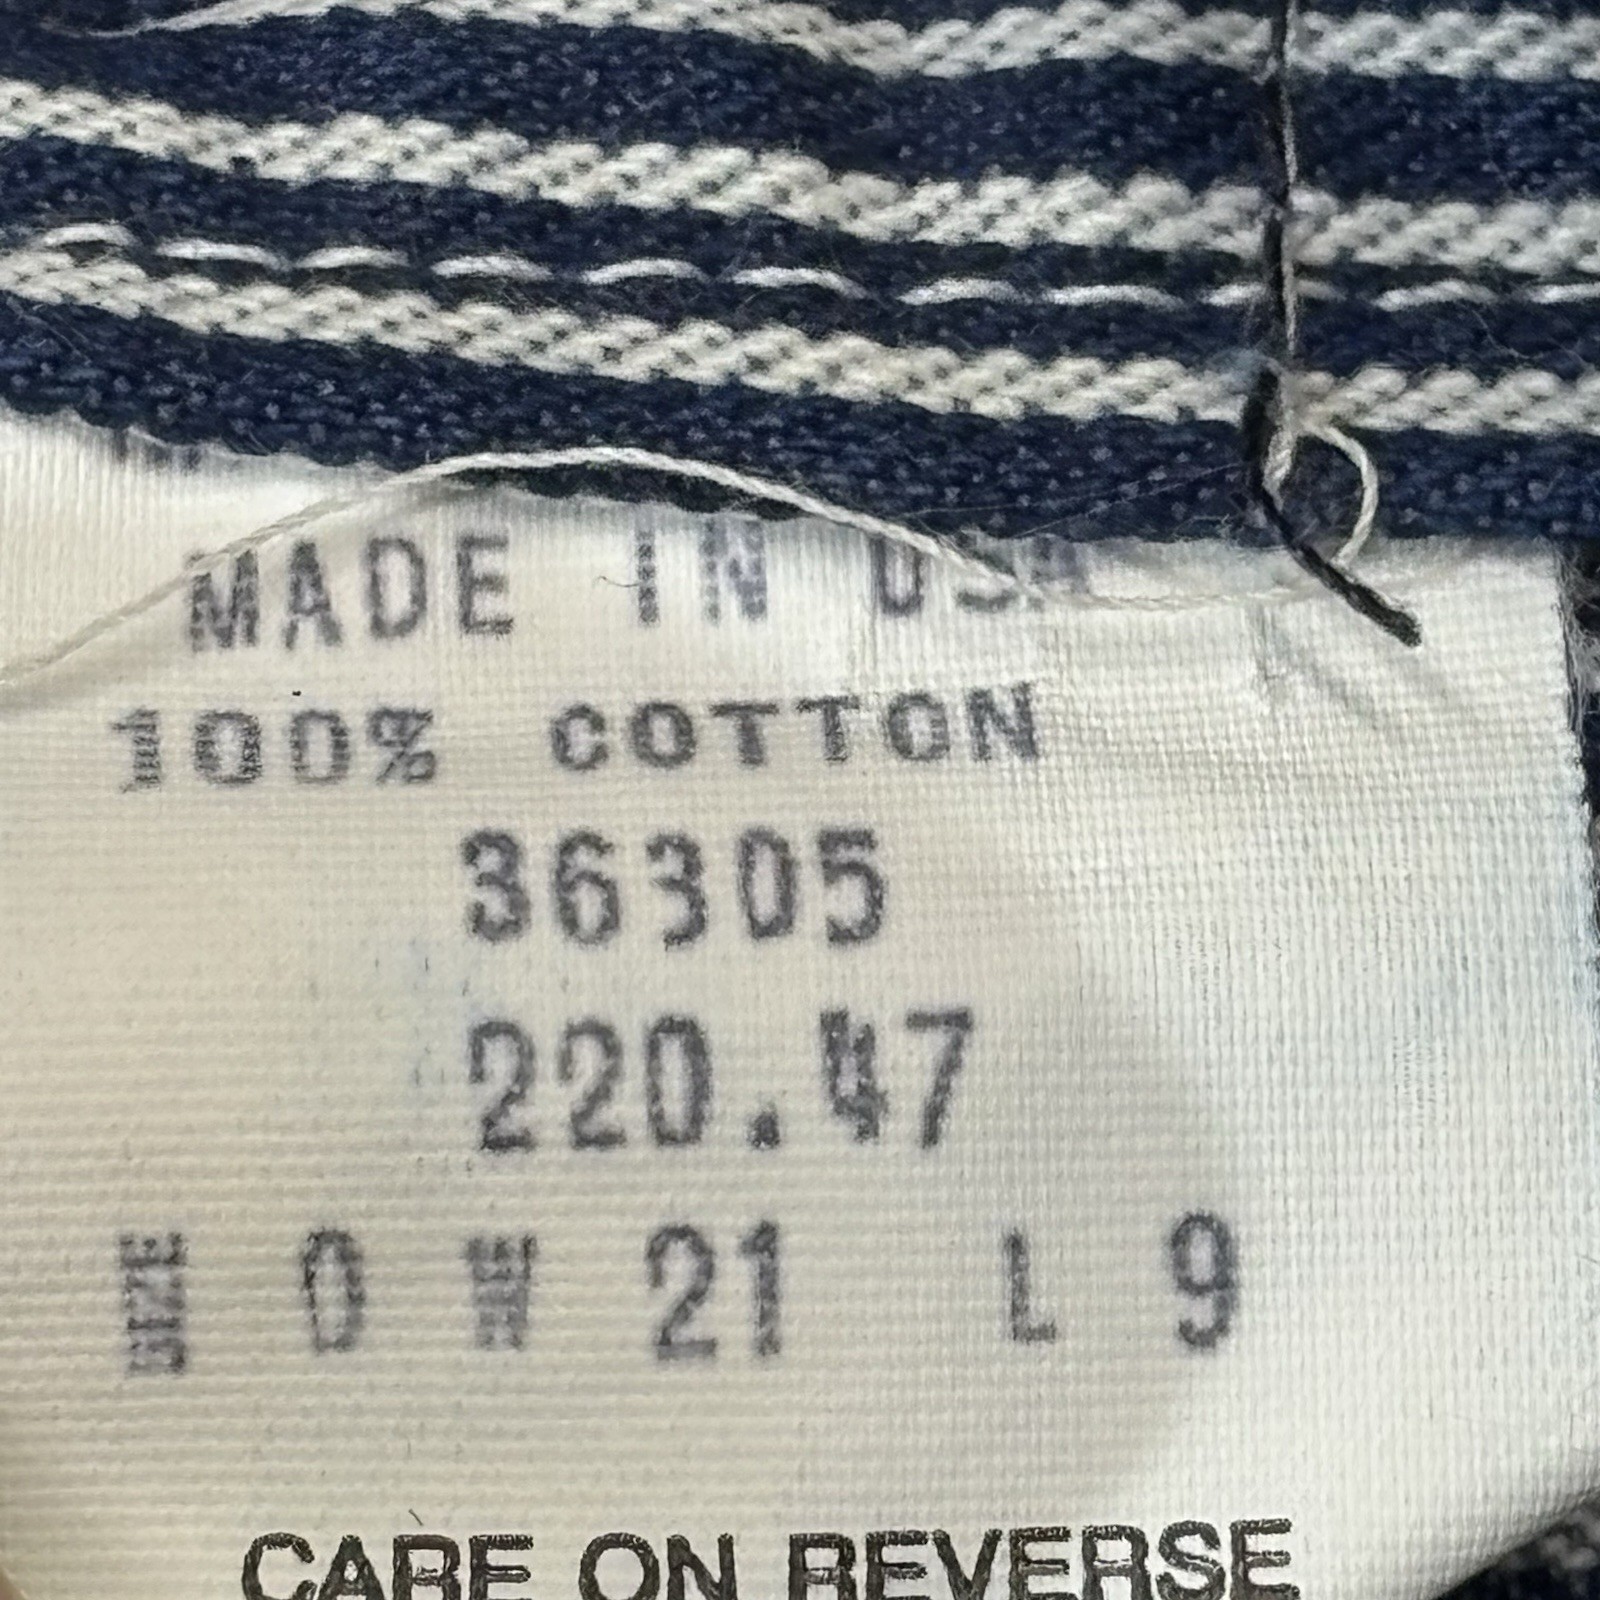 MADE IN USA
100% COTTON
36305
220.47
SIZE 0 W 21 L 9
CARE ON REVERSE